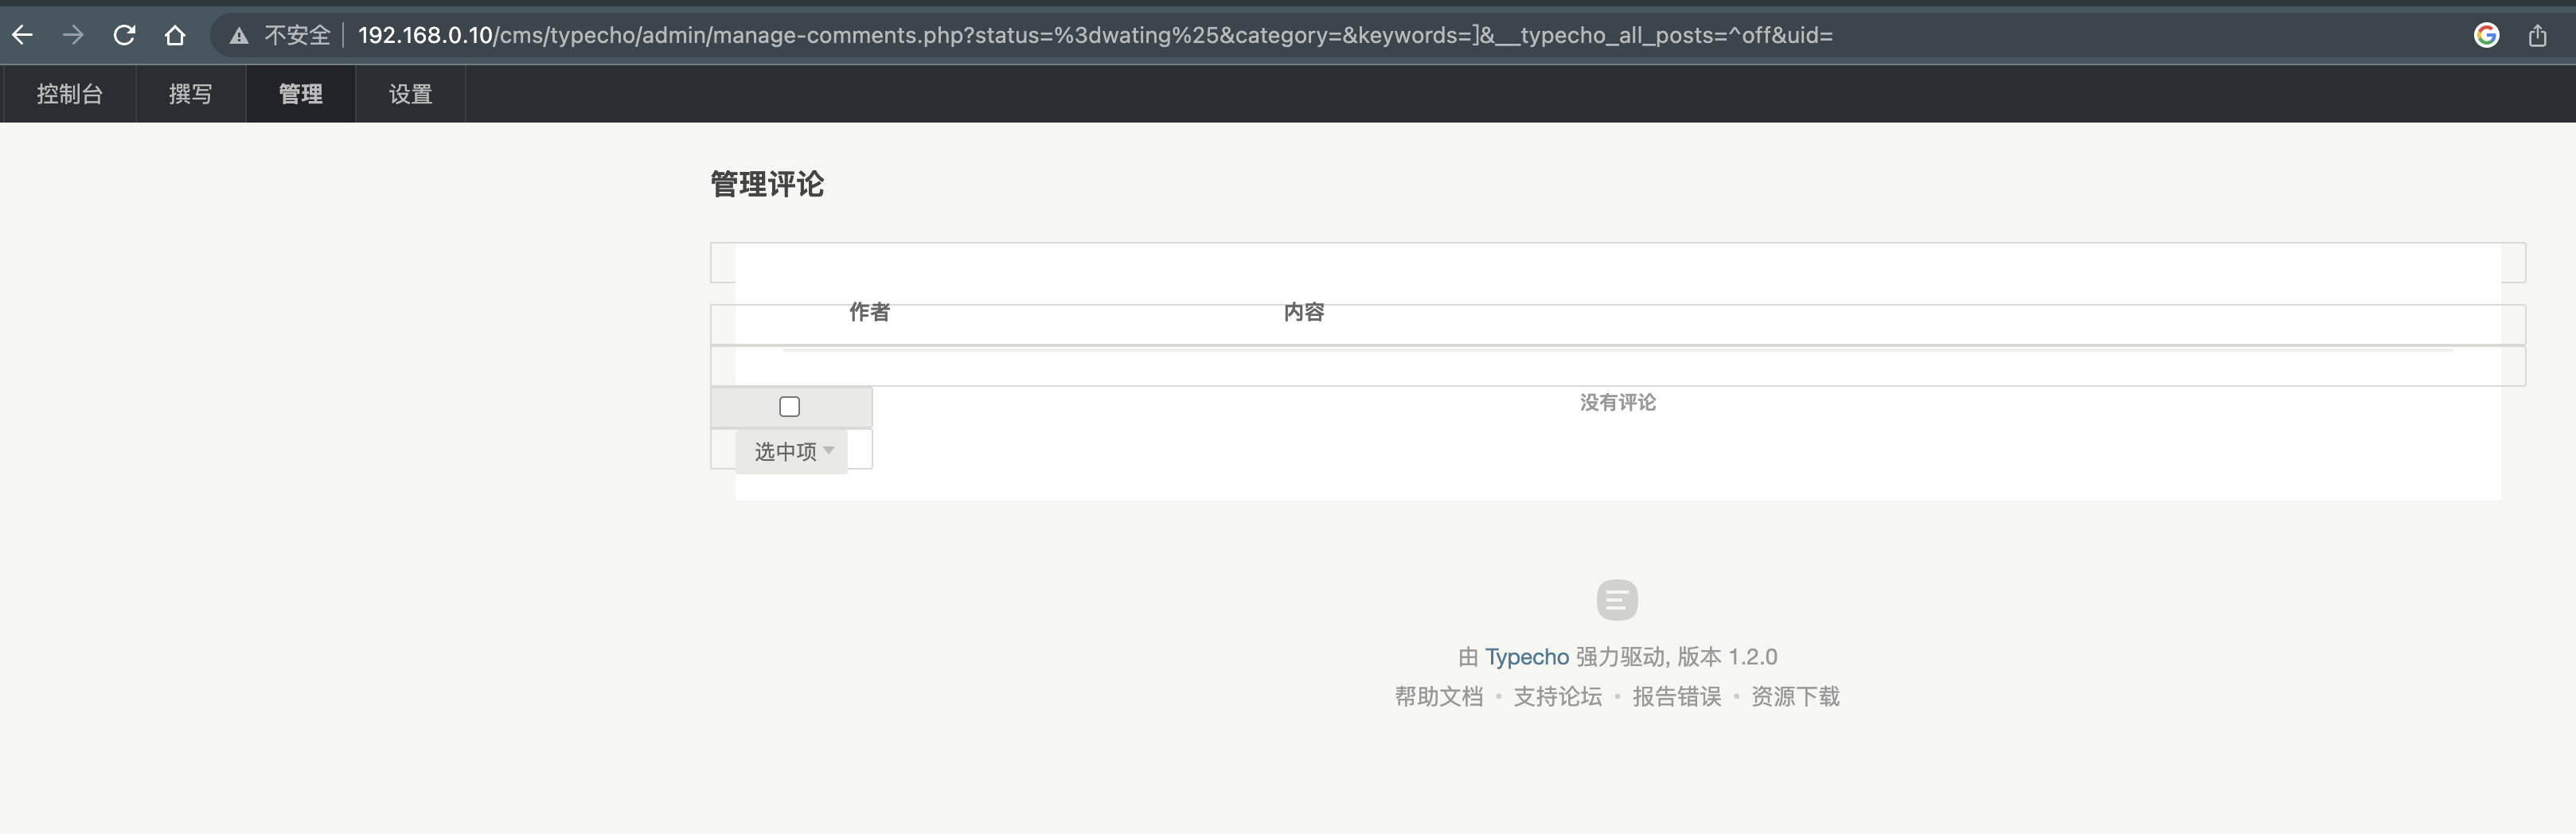 不安全 192.168.0.10/cms/typecho/admin/manage-comments.php?status=%3dwating%25&category=&keywords=]&__typecho_all_posts=^off&uid=
控制台 撰写 管理 设置
管理评论
作者 内容
没有评论
选中项
由 Typecho 强力驱动, 版本 1.2.0
帮助文档 • 支持论坛 • 报告错误 • 资源下载